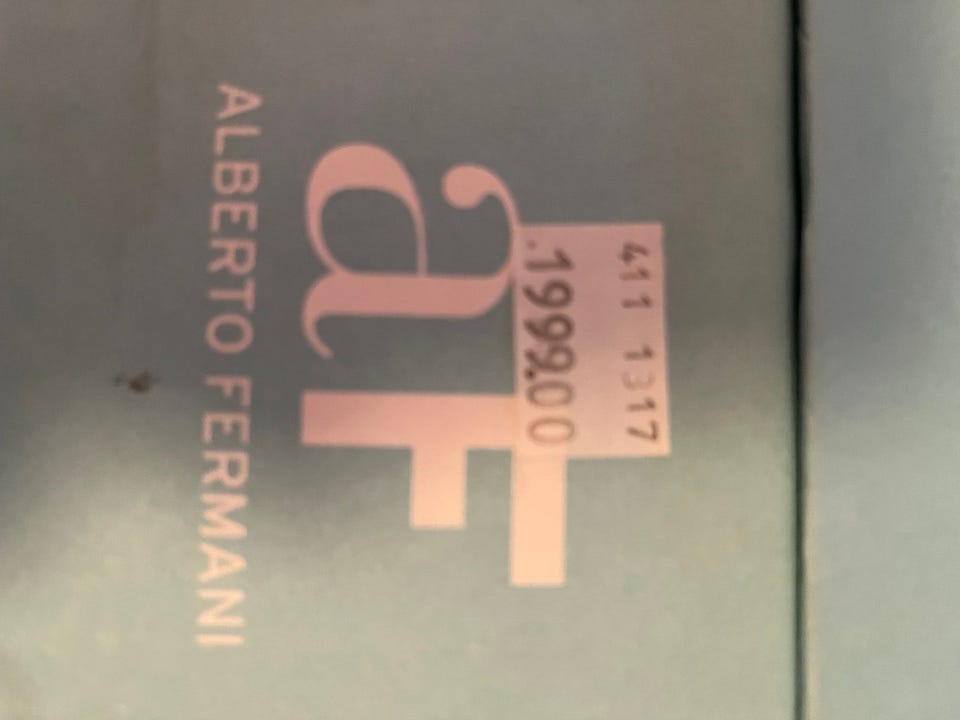 411 1317
.1999.00
aF
ALBERTO FERMANI